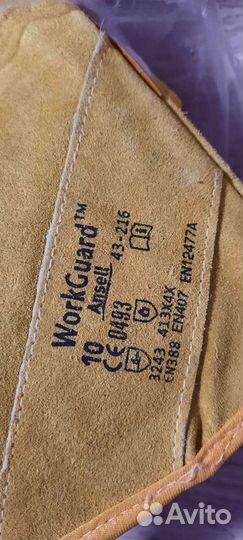 WorkGuard™
Ansell 43-216
10 CE 0493
3243 413X4X
EN388 EN407 EN12477A
Avito